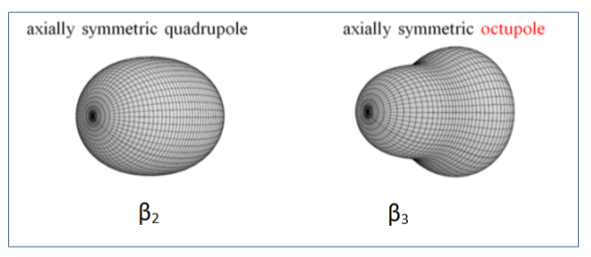 axially symmetric quadrupole
axially symmetric octupole
β₂
β₃